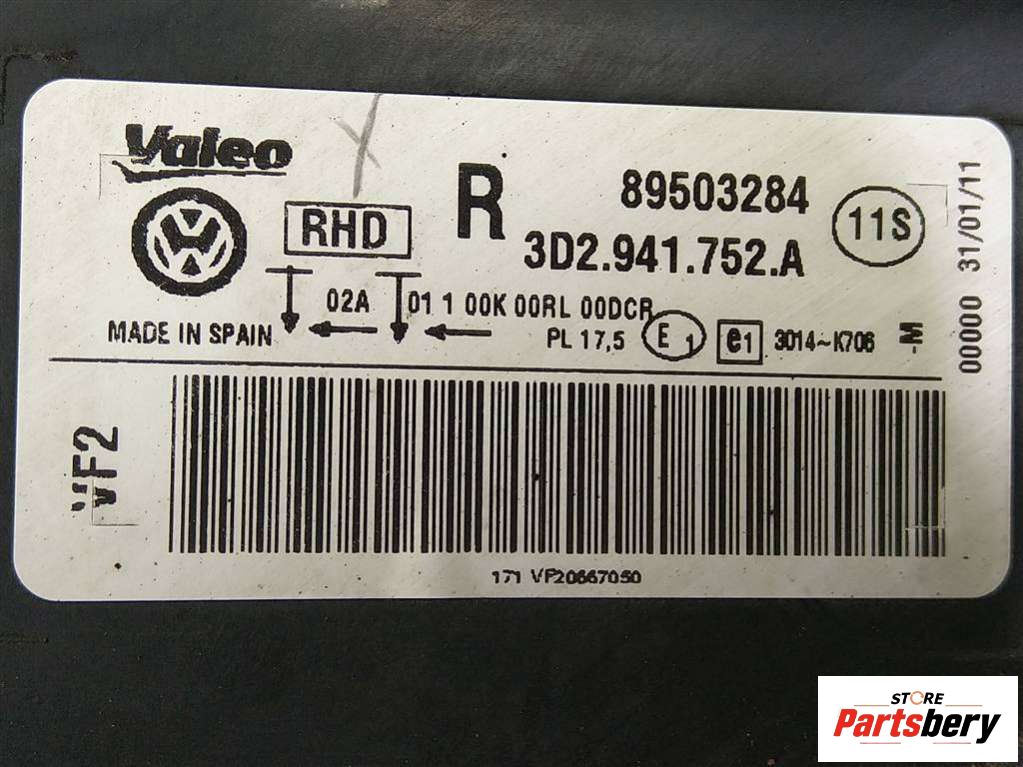 Valeo
R
89503284
11S
RHD
3D2.941.752.A
02A
01 1 00K 00RL 00DCR
MADE IN SPAIN
PL 17,5
E 1
e1
3014~K706
-M
00000 31/01/11
VF2
171 VF20667050
STORE
Partsbery